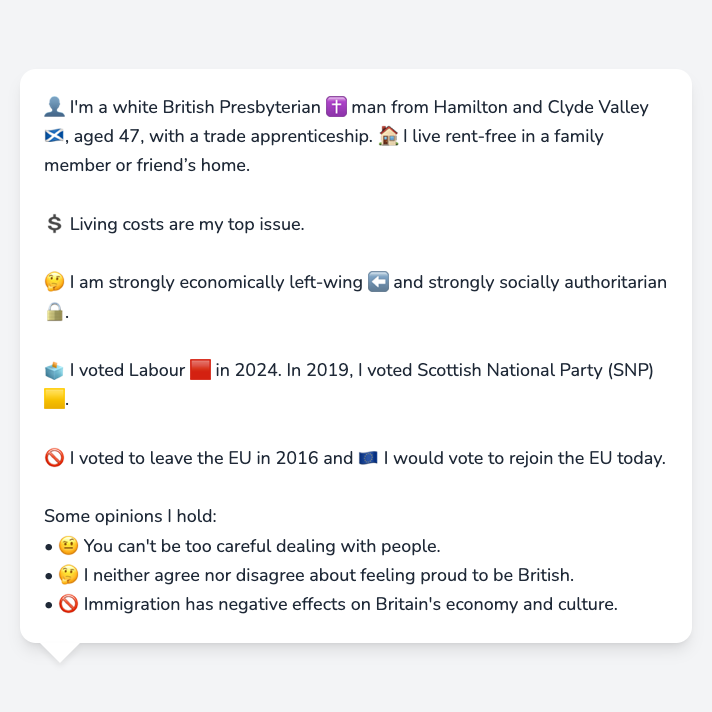 👤 I'm a white British Presbyterian ✝️ man from Hamilton and Clyde Valley
🏴󠁧󠁢󠁳󠁣󠁴󠁿, aged 47, with a trade apprenticeship. 🏠 I live rent-free in a family
member or friend’s home.
💲 Living costs are my top issue.
🤔 I am strongly economically left-wing ⬅️ and strongly socially authoritarian
🔒.
🗳️ I voted Labour 🟥 in 2024. In 2019, I voted Scottish National Party (SNP)
🟨.
🚫 I voted to leave the EU in 2016 and 🇪🇺 I would vote to rejoin the EU today.
Some opinions I hold:
• 🤨 You can't be too careful dealing with people.
• 🤔 I neither agree nor disagree about feeling proud to be British.
• 🚫 Immigration has negative effects on Britain's economy and culture.